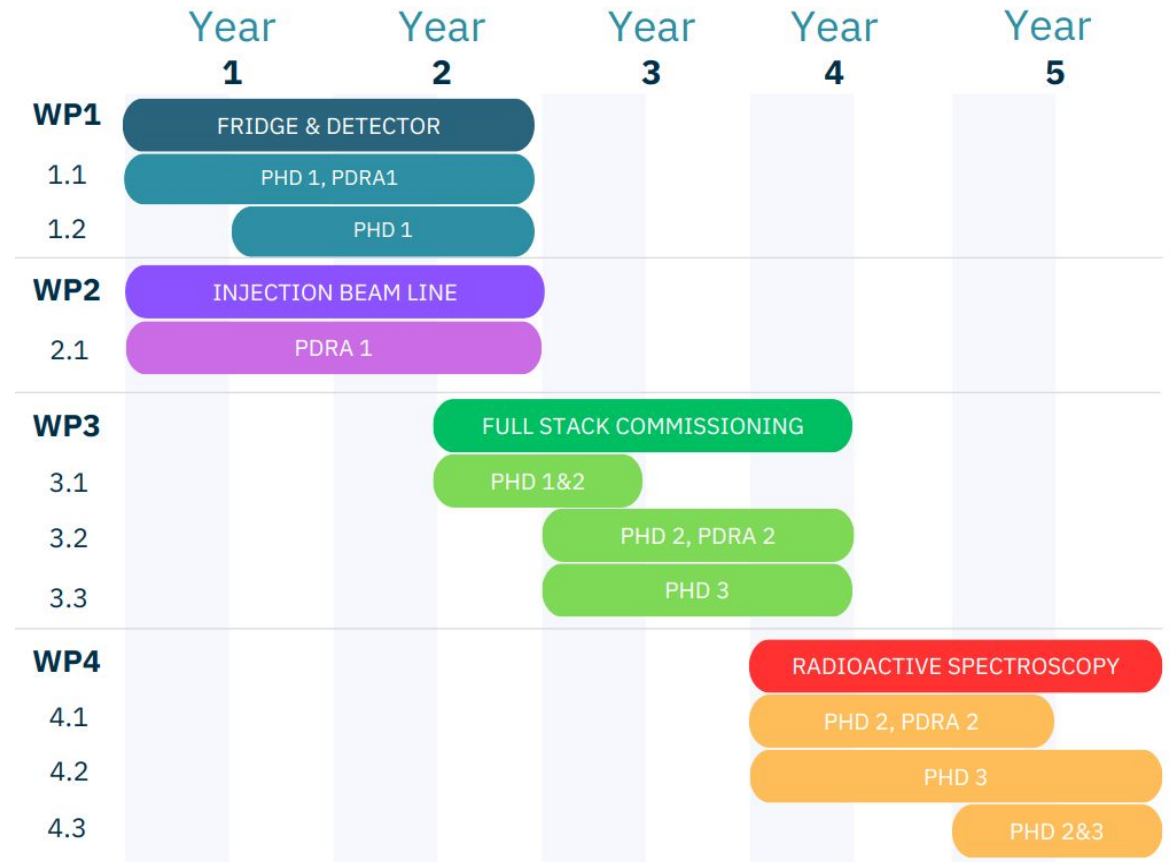 Year Year Year Year Year
1 2 3 4 5
WP1 FRIDGE & DETECTOR
1.1 PHD 1, PDRA1
1.2 PHD 1
WP2 INJECTION BEAM LINE
2.1 PDRA 1
WP3 FULL STACK COMMISSIONING
3.1 PHD 1&2
3.2 PHD 2, PDRA 2
3.3 PHD 3
WP4 RADIOACTIVE SPECTROSCOPY
4.1 PHD 2, PDRA 2
4.2 PHD 3
4.3 PHD 2&3